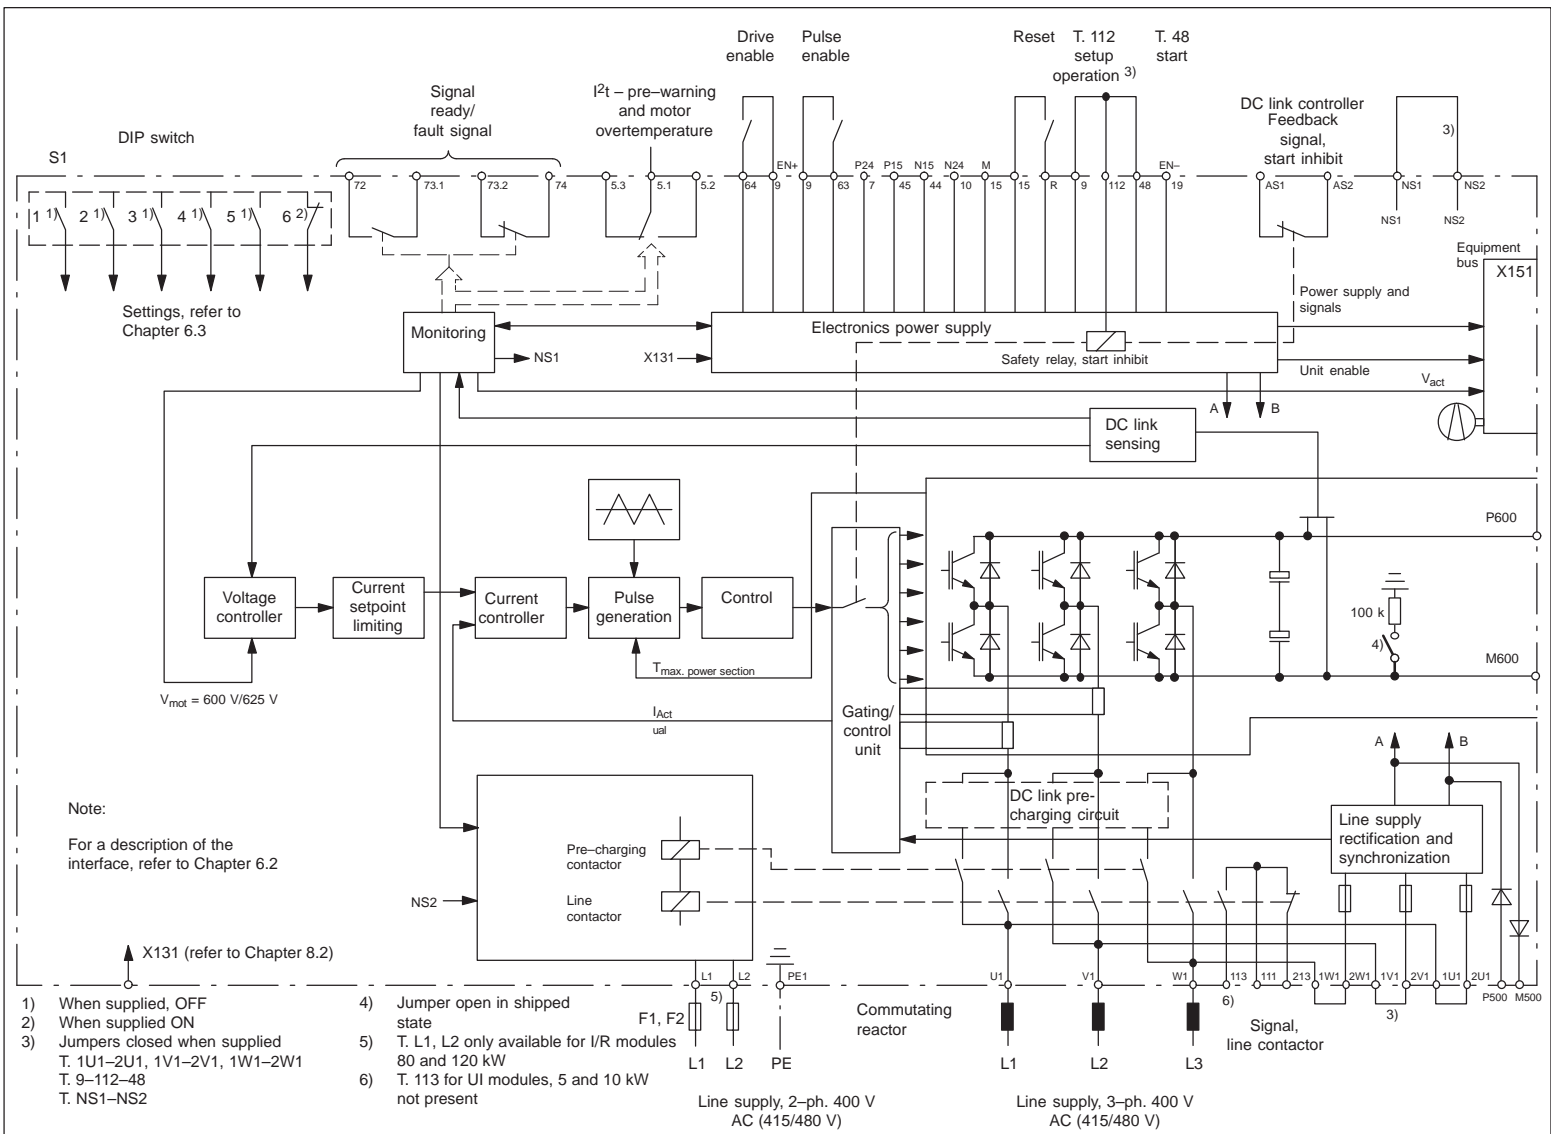 Drive
enable
Pulse
enable
Reset
T. 112
setup
operation 3)
T. 48
start
Signal
ready/
fault signal
I2t – pre–warning
and motor
overtemperature
DC link controller
Feedback
signal,
start inhibit
3)
DIP switch
S1
72
73.1
73.2
74
5.3
5.1
5.2
64
EN+
9
9
63
P24
7
P15
45
N15
44
N24
10
M
15
15
R
9
112
48
EN–
19
AS1
AS2
NS1
NS2
1 1)
2 1)
3 1)
4 1)
5 1)
6 2)
NS1
NS2
Equipment
bus
X151
Settings, refer to
Chapter 6.3
Monitoring
NS1
X131
Electronics power supply
Safety relay, start inhibit
Power supply and
signals
Unit enable
Vact
A
B
DC link
sensing
P600
Voltage
controller
Current
setpoint
limiting
Current
controller
Pulse
generation
Control
100 k
4)
M600
Tmax. power section
Vmot = 600 V/625 V
IAct
ual
Gating/
control
unit
A
B
DC link pre-
charging circuit
Line supply
rectification and
synchronization
Note:
For a description of the
interface, refer to Chapter 6.2
Pre–charging
contactor
Line
contactor
NS2
X131 (refer to Chapter 8.2)
L1
L2
PE1
U1
V1
W1
113
111
213
1W1
2W1
1V1
2V1
1U1
2U1
P500
M500
5)
6)
3)
F1, F2
L1
L2
PE
Commutating
reactor
L1
L2
L3
Signal,
line contactor
1) When supplied, OFF
2) When supplied ON
3) Jumpers closed when supplied
T. 1U1–2U1, 1V1–2V1, 1W1–2W1
T. 9–112–48
T. NS1–NS2
4) Jumper open in shipped
state
5) T. L1, L2 only available for I/R modules
80 and 120 kW
6) T. 113 for UI modules, 5 and 10 kW
not present
Line supply, 2–ph. 400 V
AC (415/480 V)
Line supply, 3–ph. 400 V
AC (415/480 V)